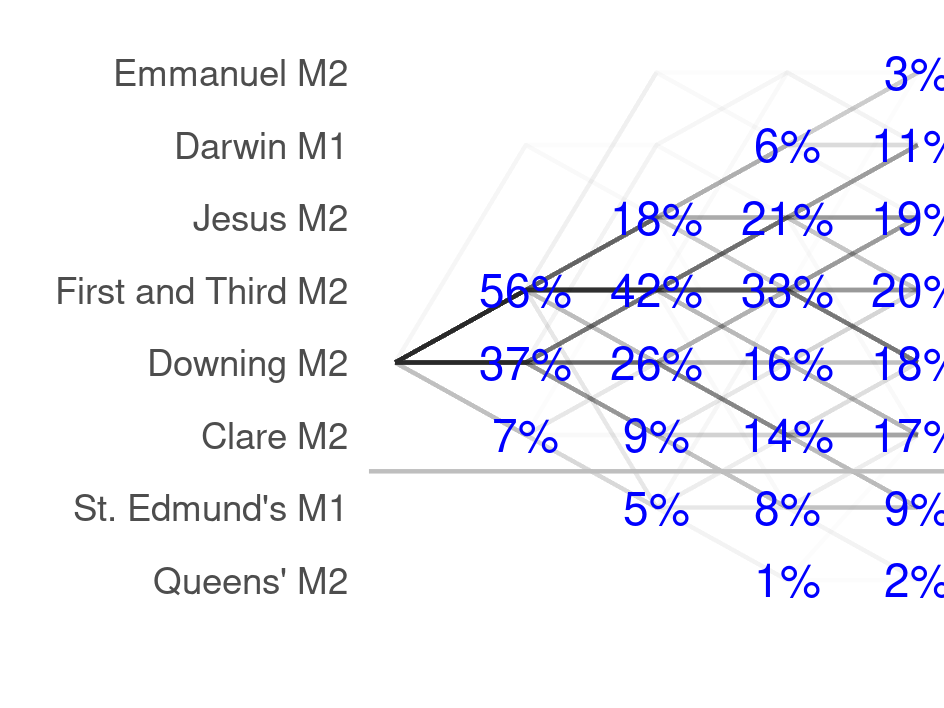 Emmanuel M2 3%
Darwin M1 6% 11%
Jesus M2 18% 21% 19%
First and Third M2 56% 42% 33% 20%
Downing M2 37% 26% 16% 18%
Clare M2 7% 9% 14% 17%
St. Edmund's M1 5% 8% 9%
Queens' M2 1% 2%